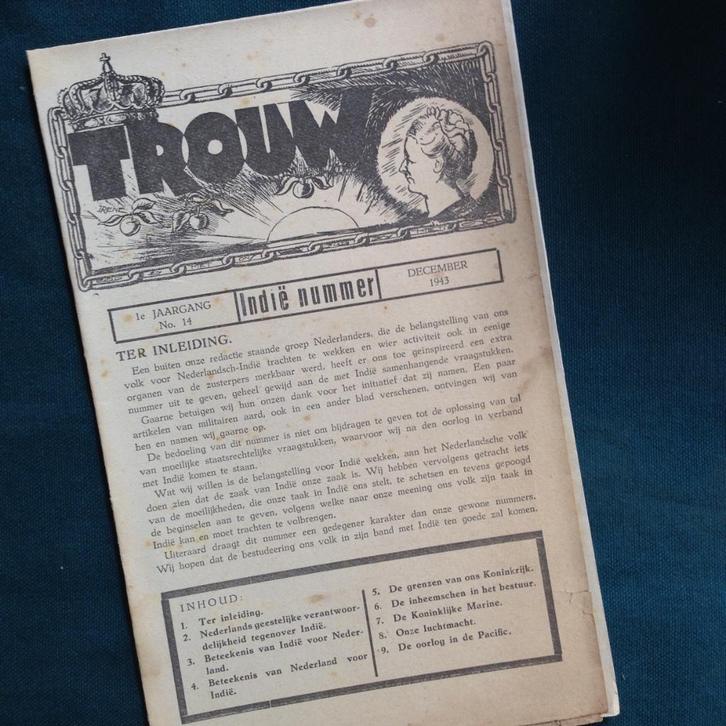 TROUW
1e JAARGANG
No. 14
Indië nummer
DECEMBER
1943
TER INLEIDING.
Een buiten onze redactie staande groep Nederlanders, die de belangstelling van ons
volk voor Nederlandsch-Indië trachten te wekken en wier activiteit ook in eenige
organen van de zusterpers merkbaar werd, heeft er ons toe geïnspireerd een extra
nummer uit te geven, geheel gewijd aan de met Indië samenhangende vraagstukken.
Gaarne betuigen wij hun onzen dank voor het initiatief dat zij namen. Een paar
artikelen van militairen aard, ook in een ander blad verschenen, ontvingen wij van
hen en namen wij gaarne op.
De bedoeling van dit nummer is niet om bijdragen te geven tot de oplossing van tal
van moeilijke staatsrechtelijke vraagstukken, waarvoor wij na den oorlog in verband
met Indië komen te staan.
Wat wij willen is de belangstelling voor Indië wekken, aan het Nederlandsche volk
doen zien dat de zaak van Indië onze zaak is. Wij hebben vervolgens getracht iets
van de moeilijkheden, die onze taak in Indië ons stelt, te schetsen en tevens gepoogd
de beginselen aan te geven, volgens welke naar onze meening ons volk zijn taak in
Indië kan en moet trachten te volbrengen.
Uiteraard draagt dit nummer een gedegener karakter dan onze gewone nummers.
Wij hopen dat de bestudeering ons volk in zijn band met Indië ten goede zal komen.
INHOUD:
1. Ter inleiding.
2. Nederlands geestelijke verantwoor-
delijkheid tegenover Indië.
3. Beteekenis van Indië voor Neder-
land.
4. Beteekenis van Nederland voor
Indië.
5. De grenzen van ons Koninkrijk.
6. De inheemschen in het bestuur.
7. De Koninklijke Marine.
8. Onze luchtmacht.
9. De oorlog in de Pacific.